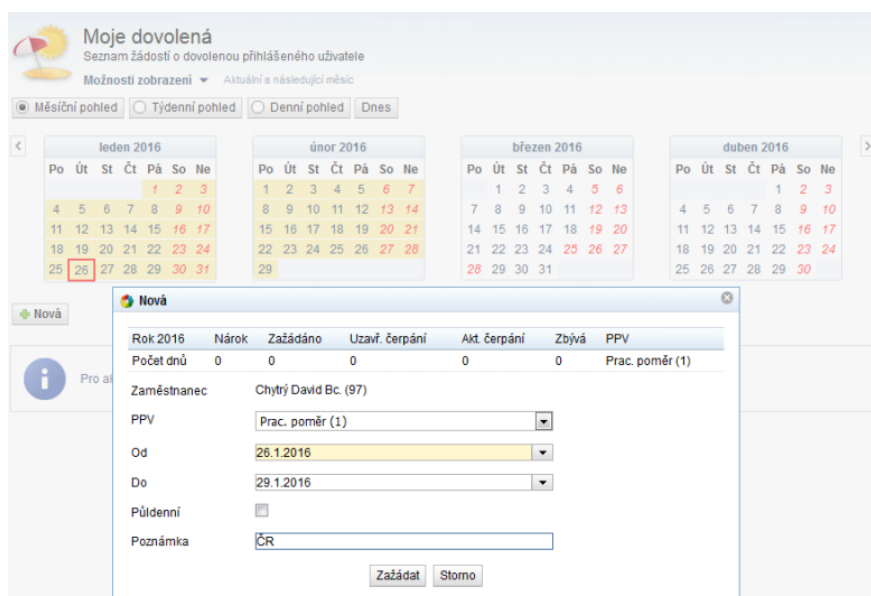 Moje dovolená
Seznam žádostí o dovolenou přihlášeného uživatele
Možnosti zobrazení Aktuální a následující měsíc
Měsíční pohled Týdenní pohled Denní pohled Dnes
leden 2016 únor 2016 březen 2016 duben 2016
Po Út St Čt Pá So Ne Po Út St Čt Pá So Ne Po Út St Čt Pá So Ne Po Út St Čt Pá So Ne
1 2 3 1 2 3 4 5 6 7 1 2 3 4 5 6 1 2 3
4 5 6 7 8 9 10 8 9 10 11 12 13 14 7 8 9 10 11 12 13 4 5 6 7 8 9 10
11 12 13 14 15 16 17 15 16 17 18 19 20 21 14 15 16 17 18 19 20 11 12 13 14 15 16 17
18 19 20 21 22 23 24 22 23 24 25 26 27 28 21 22 23 24 25 26 27 18 19 20 21 22 23 24
25 26 27 28 29 30 31 29 28 29 30 31 25 26 27 28 29 30
Nová
Nová
Rok 2016 Nárok Zažádáno Uzavř. čerpání Akt. čerpání Zbývá PPV
Počet dnů 0 0 0 0 0 Prac. poměr (1)
Pro
Zaměstnanec Chytrý David Bc. (97)
PPV Prac. poměr (1)
Od 26.1.2016
Do 29.1.2016
Půldenní
Poznámka ČR
Zažádat Storno